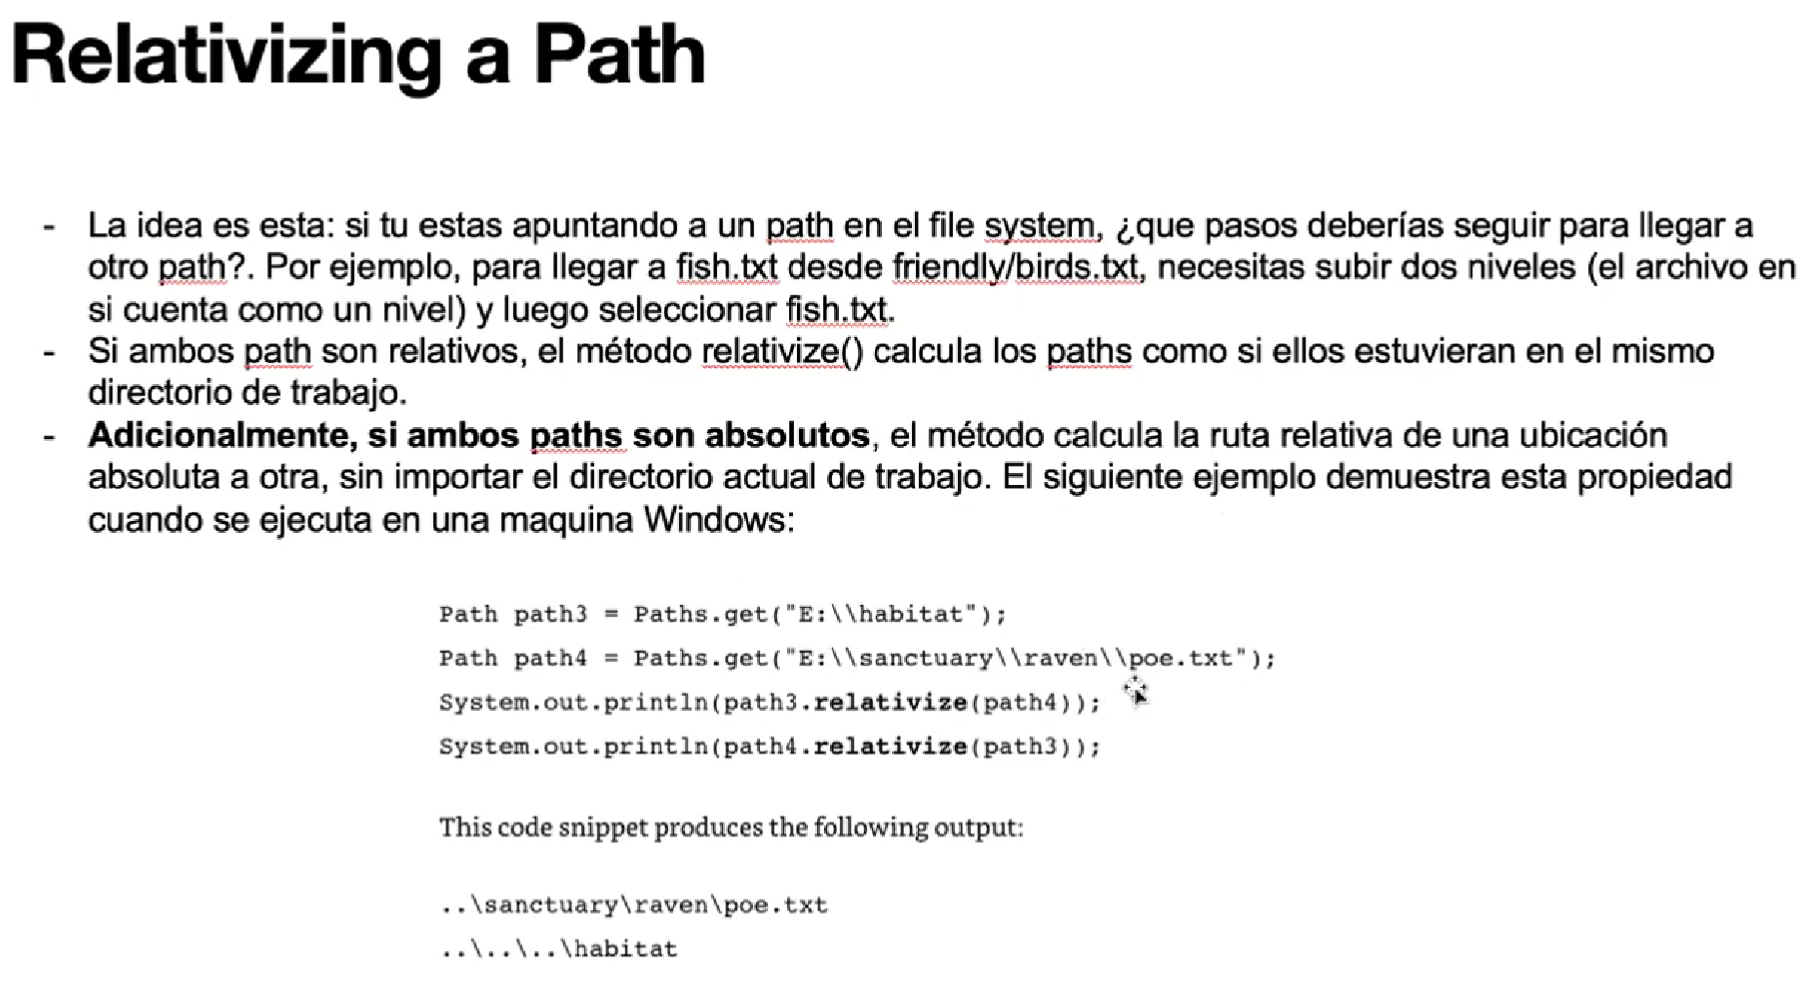 Relativizing a Path
- La idea es esta: si tu estas apuntando a un path en el file system, ¿que pasos deberías seguir para llegar a
otro path?. Por ejemplo, para llegar a fish.txt desde friendly/birds.txt, necesitas subir dos niveles (el archivo en
si cuenta como un nivel) y luego seleccionar fish.txt.
- Si ambos path son relativos, el método relativize() calcula los paths como si ellos estuvieran en el mismo
directorio de trabajo.
- Adicionalmente, si ambos paths son absolutos, el método calcula la ruta relativa de una ubicación
absoluta a otra, sin importar el directorio actual de trabajo. El siguiente ejemplo demuestra esta propiedad
cuando se ejecuta en una maquina Windows:
Path path3 = Paths.get("E:\\habitat");
Path path4 = Paths.get("E:\\sanctuary\\raven\\poe.txt");
System.out.println(path3.relativize(path4));
System.out.println(path4.relativize(path3));
This code snippet produces the following output:
..\sanctuary\raven\poe.txt
..\..\..\habitat